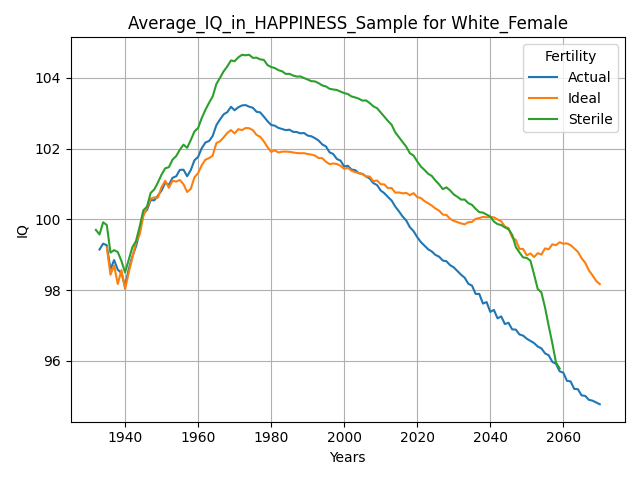 Average_IQ_in_HAPPINESS_Sample for White_Female
Fertility
Actual
Ideal
Sterile
IQ
104
102
100
98
96
1940 1960 1980 2000 2020 2040 2060
Years